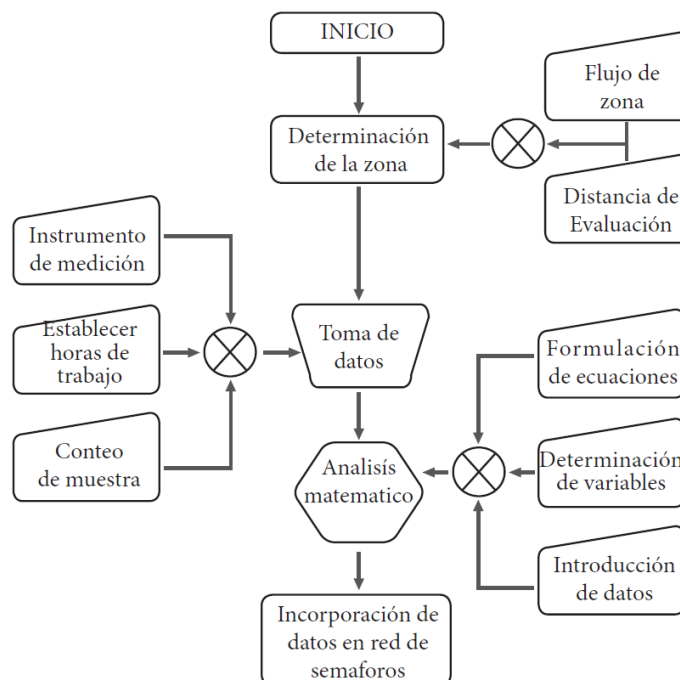 INICIO
Flujo de
zona
Determinación
de la zona
Distancia de
Evaluación
Instrumento
de medición
Establecer
horas de
trabajo
Conteo
de muestra
Toma de
datos
Formulación
de ecuaciones
Determinación
de variables
Introducción
de datos
Analisís
matematico
Incorporación de
datos en red de
semaforos